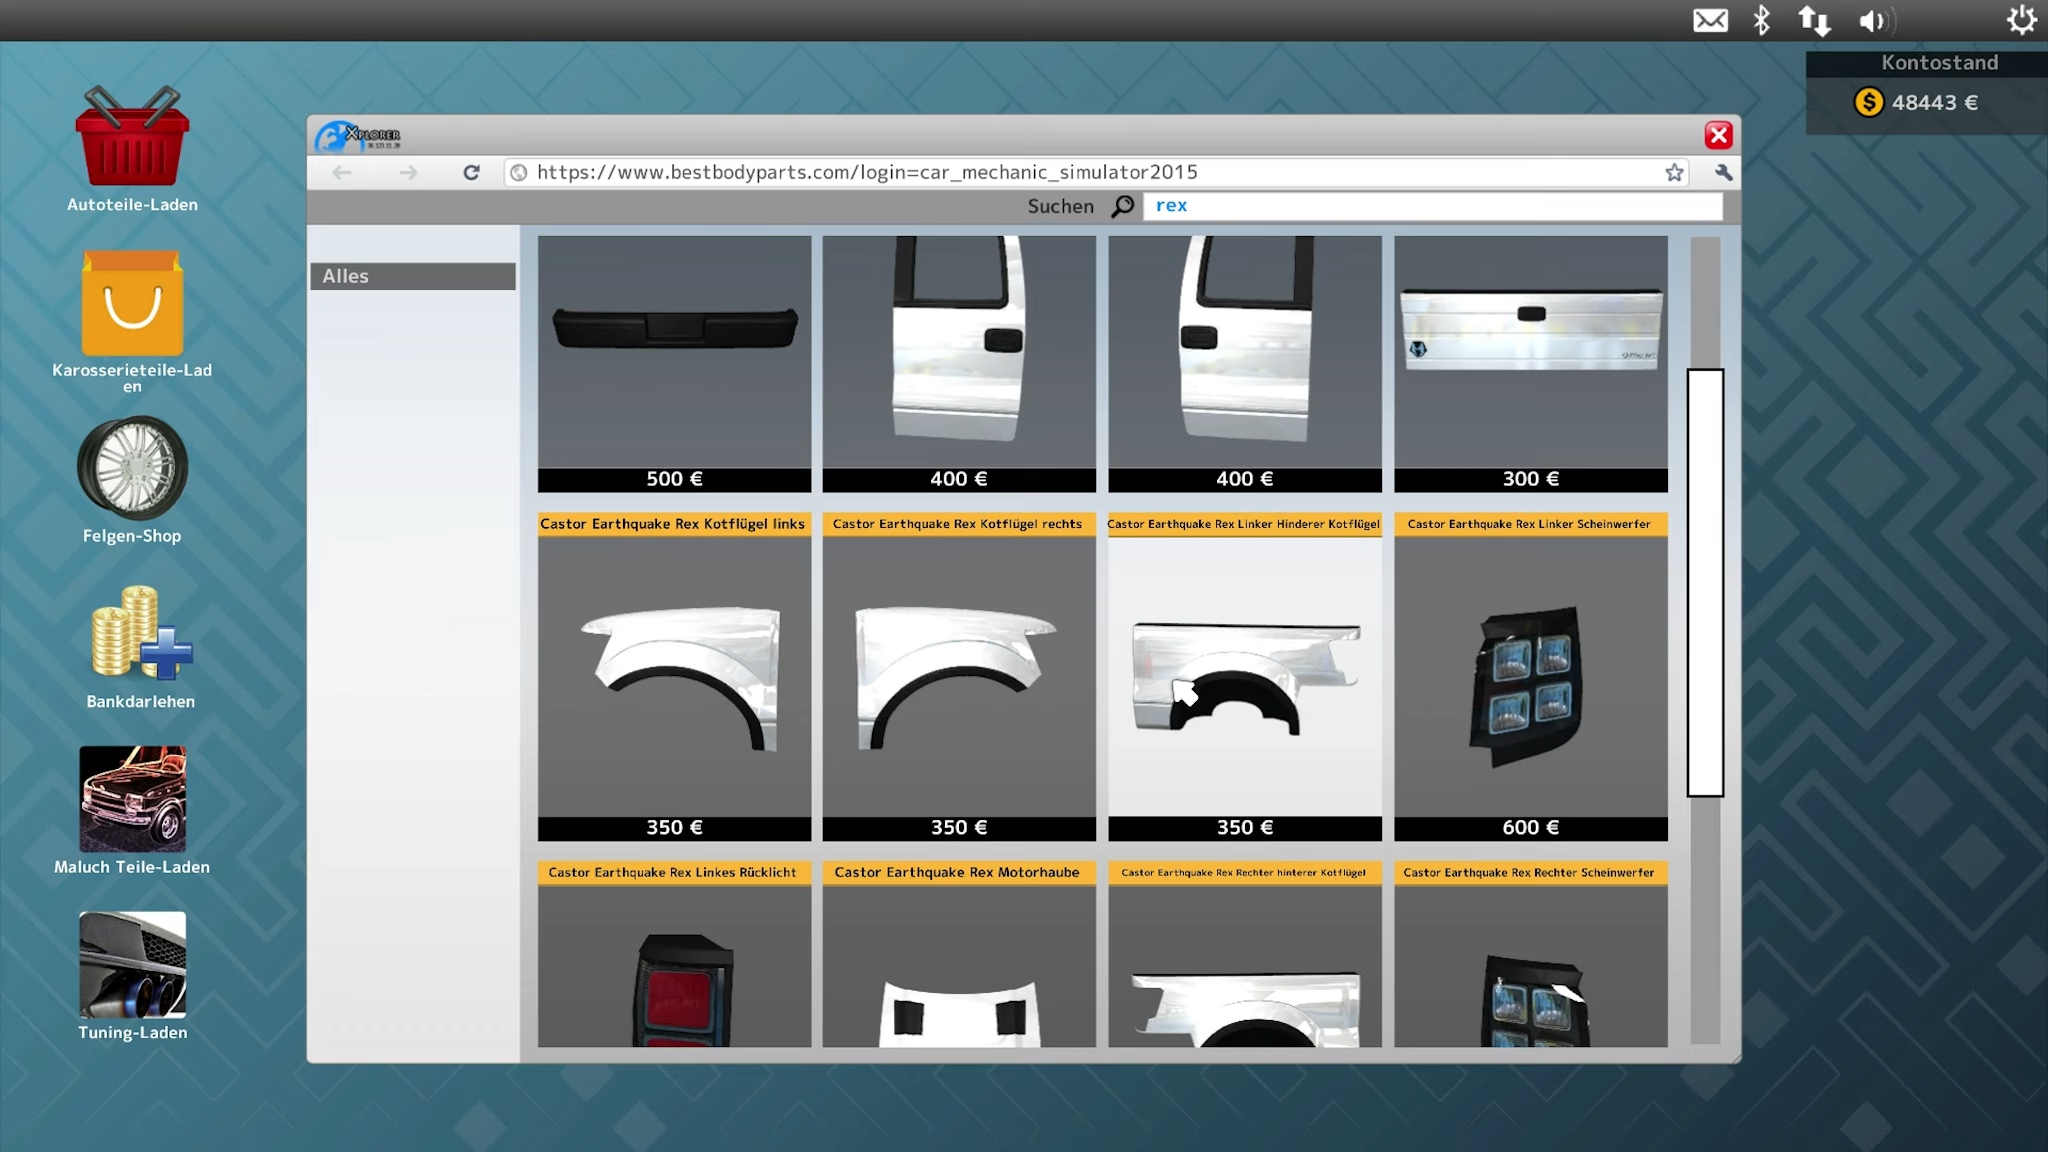 Kontostand
48443 €
Autoteile-Laden
Karosserieteile-Lad
en
Felgen-Shop
Bankdarlehen
Maluch Teile-Laden
Tuning-Laden
XPLORER
https://www.bestbodyparts.com/login=car_mechanic_simulator2015
Suchen
rex
Alles
500 €
400 €
400 €
300 €
Castor Earthquake Rex Kotflügel links
Castor Earthquake Rex Kotflügel rechts
Castor Earthquake Rex Linker Hinderer Kotflügel
Castor Earthquake Rex Linker Scheinwerfer
350 €
350 €
350 €
600 €
Castor Earthquake Rex Linkes Rücklicht
Castor Earthquake Rex Motorhaube
Castor Earthquake Rex Rechter hinterer Kotflügel
Castor Earthquake Rex Rechter Scheinwerfer